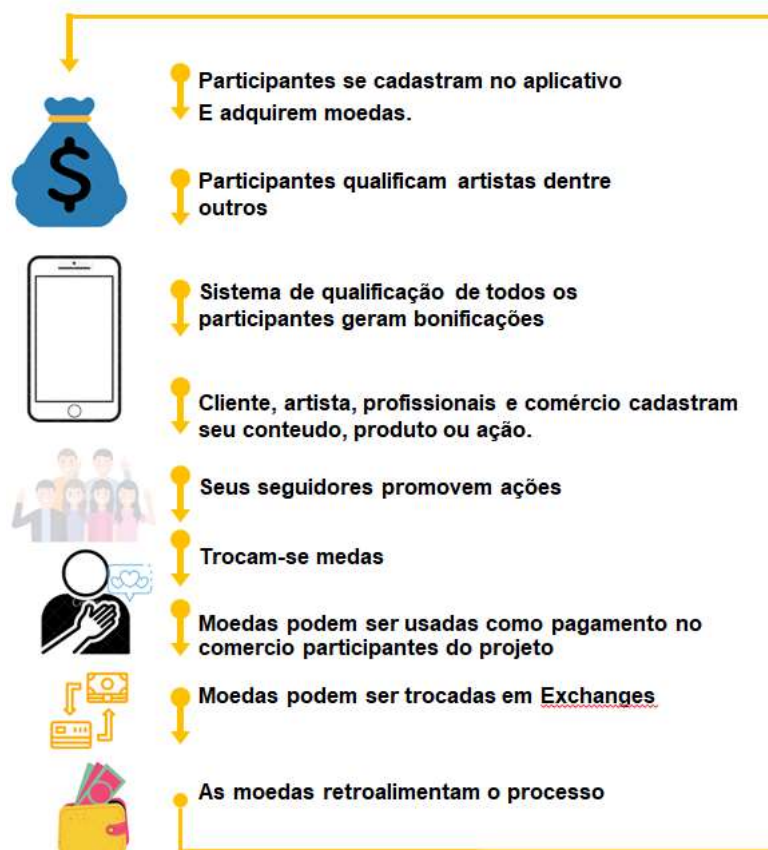 Participantes se cadastram no aplicativo
E adquirem moedas.
Participantes qualificam artistas dentre
outros
Sistema de qualificação de todos os
participantes geram bonificações
Cliente, artista, profissionais e comércio cadastram
seu conteudo, produto ou ação.
Seus seguidores promovem ações
Trocam-se medas
Moedas podem ser usadas como pagamento no
comercio participantes do projeto
Moedas podem ser trocadas em Exchanges
As moedas retroalimentam o processo